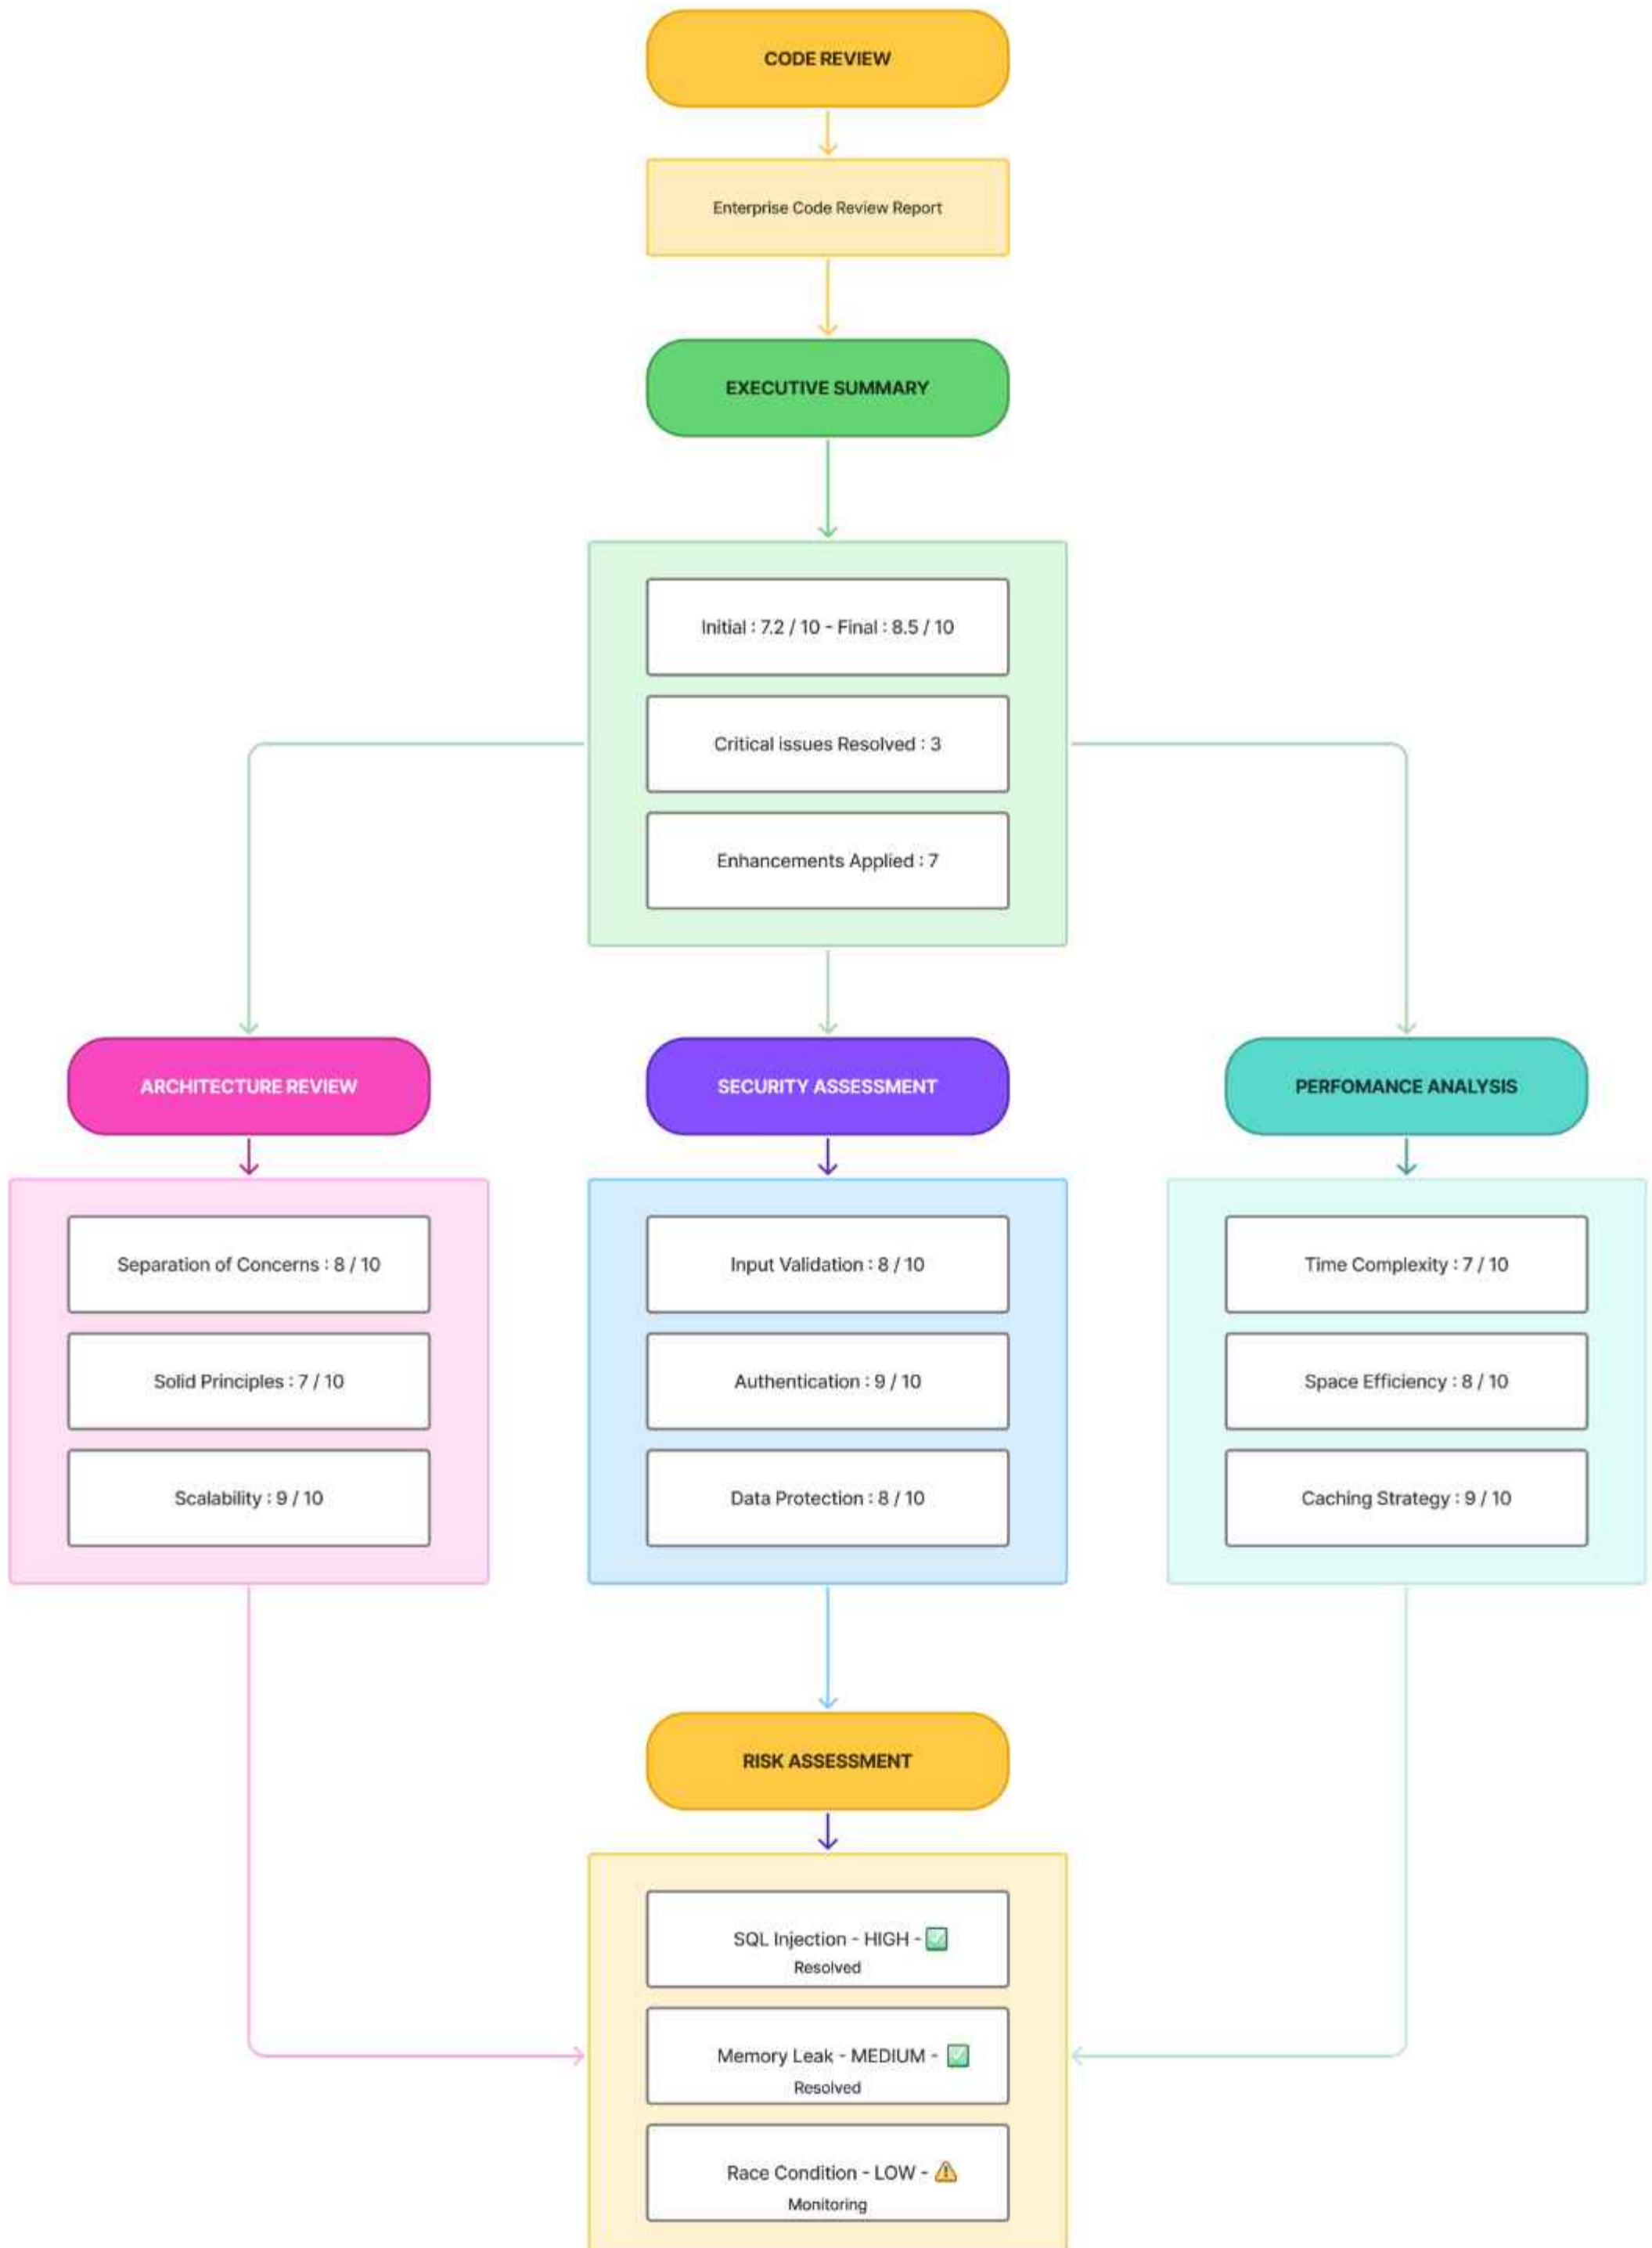 CODE REVIEW
Enterprise Code Review Report
EXECUTIVE SUMMARY
Initial : 7.2 / 10 - Final : 8.5 / 10
Critical issues Resolved : 3
Enhancements Applied : 7
ARCHITECTURE REVIEW
Separation of Concerns : 8 / 10
Solid Principles : 7 / 10
Scalability : 9 / 10
SECURITY ASSESSMENT
Input Validation : 8 / 10
Authentication : 9 / 10
Data Protection : 8 / 10
PERFOMANCE ANALYSIS
Time Complexity : 7 / 10
Space Efficiency : 8 / 10
Caching Strategy : 9 / 10
RISK ASSESSMENT
SQL Injection - HIGH - ✅
Resolved
Memory Leak - MEDIUM - ✅
Resolved
Race Condition - LOW - ⚠️
Monitoring